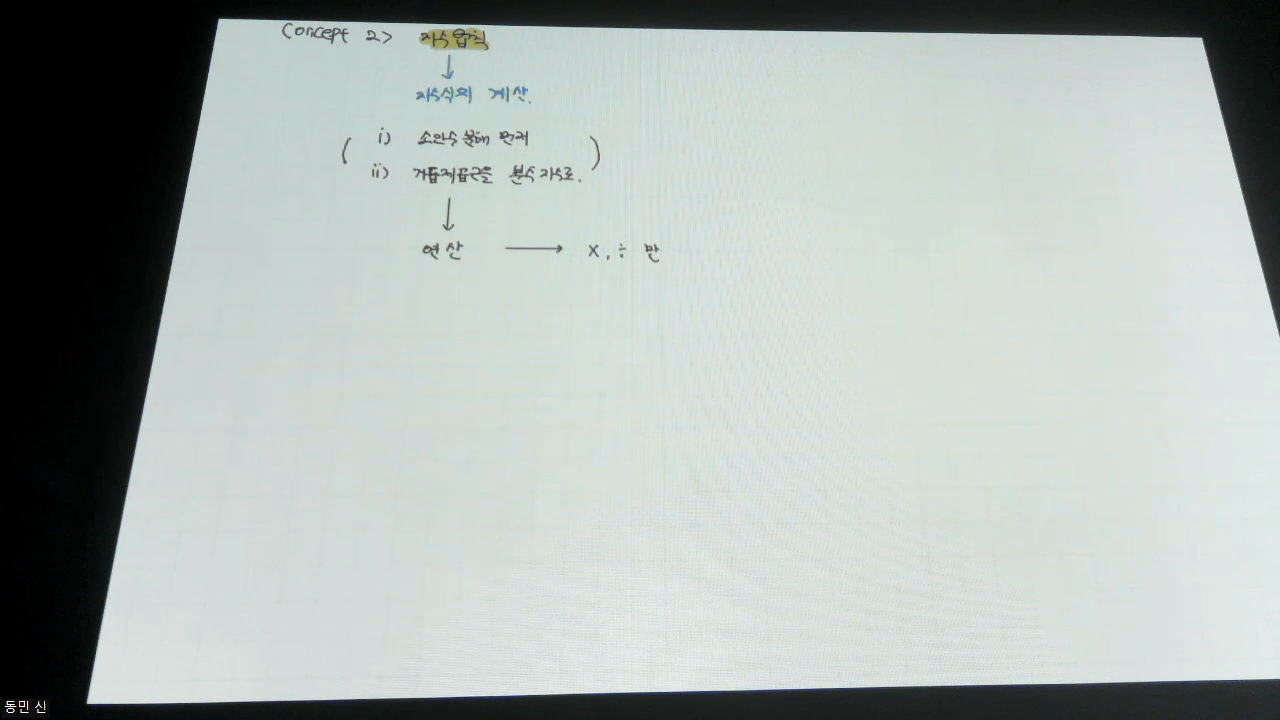 Concept 2> 지수법칙
↓
지수식의 계산.
( i) 소인수분해 먼저 )
ii) 거듭제곱근을 분수지수로.
↓
연산 → ×, ÷ 만
동민 신